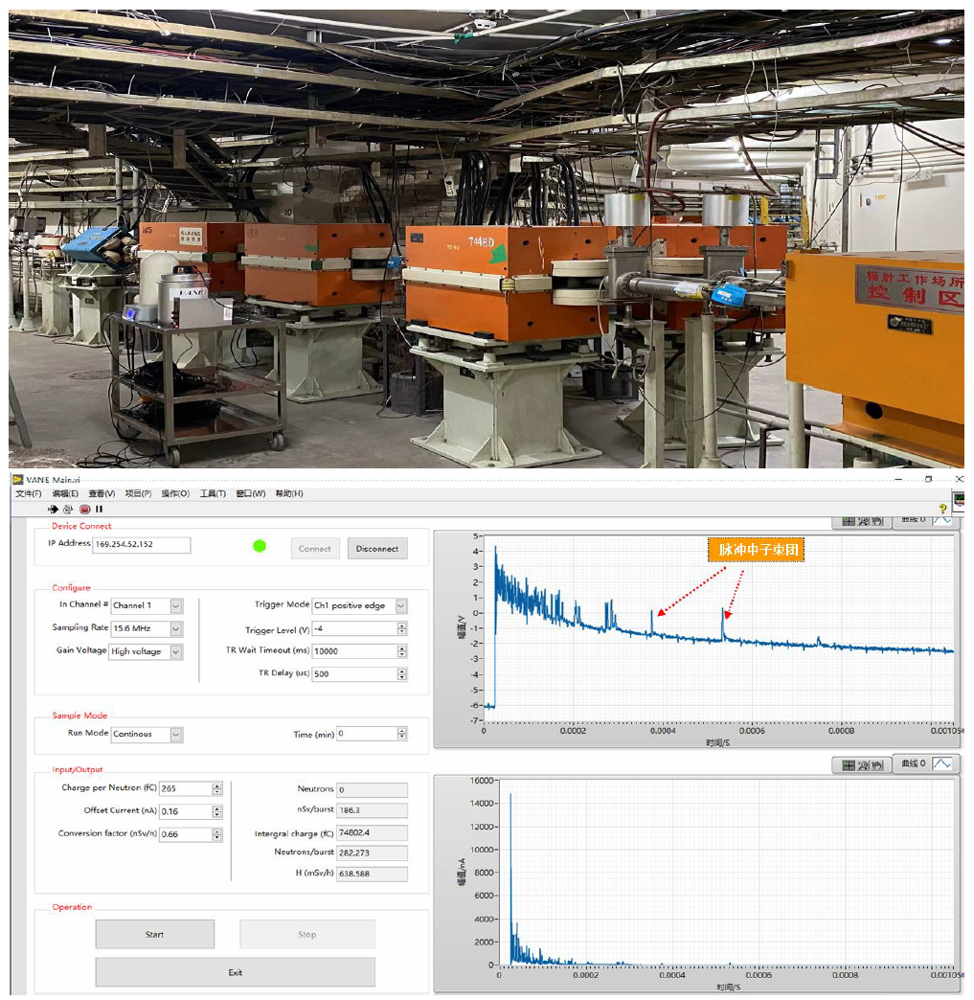 T44BD
VANE
辐射工作场所
控制区
VANE Main.vi
文件(F) 编辑(E) 查看(V) 项目(P) 操作(O) 工具(T) 窗口(W) 帮助(H)
Device Connect
IP Address 169.254.52.152
Connect
Disconnect
Configure
In Channel # Channel 1
Sampling Rate 15.6 MHz
Gain Voltage High voltage
Trigger Mode Ch1 positive edge
Trigger Level (V) -4
TR Wait Timeout (ms) 10000
TR Delay (us) 500
Sample Mode
Run Mode Continous
Time (min) 0
Input/Output
Charge per Neutron (fC) 265
Offset Current (nA) 0.16
Conversion factor (nSv/n) 0.66
Neutrons 0
nSv/burst 186.3
Intergral charge (fC) 74802.4
Neutrons/burst 282.273
H (mSv/h) 638.588
Operation
Start
Stop
Exit
曲线 0
脉冲中子束团
幅值/V
5
4
3
2
1
0
-1
-2
-3
-4
-5
-6
-7
0 0.0002 0.0004 0.0006 0.0008 0.00105
时间/S
曲线 0
幅值/nA
16000
14000
12000
10000
8000
6000
4000
2000
0
0 0.0002 0.0004 0.0006 0.0008 0.00105
时间/S